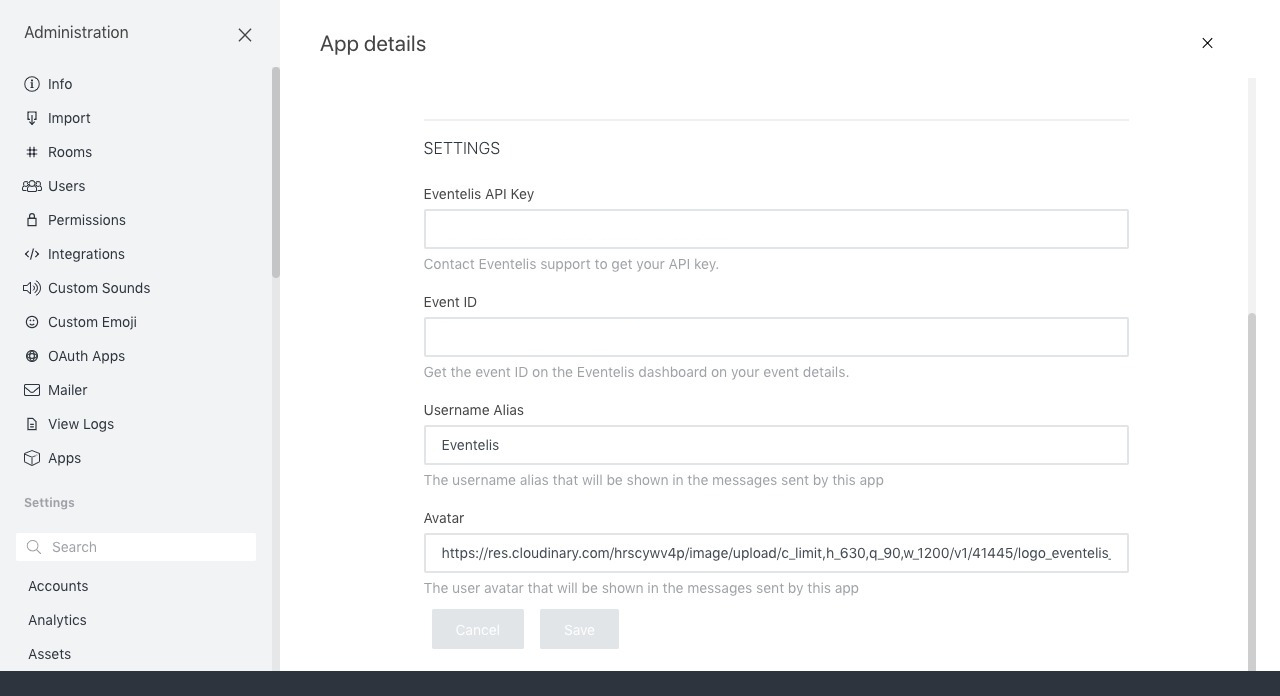 Administration
Info
Import
Rooms
Users
Permissions
Integrations
Custom Sounds
Custom Emoji
OAuth Apps
Mailer
View Logs
Apps
Settings
Search
Accounts
Analytics
Assets
App details
SETTINGS
Eventelis API Key
Contact Eventelis support to get your API key.
Event ID
Get the event ID on the Eventelis dashboard on your event details.
Username Alias
Eventelis
The username alias that will be shown in the messages sent by this app
Avatar
https://res.cloudinary.com/hrscywv4p/image/upload/c_limit,h_630,q_90,w_1200/v1/41445/logo_eventelis_
The user avatar that will be shown in the messages sent by this app
Cancel Save